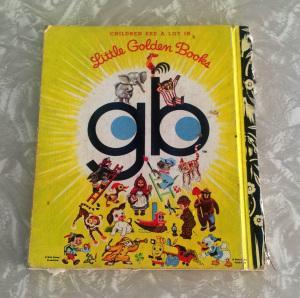 CHILDREN SEE A LOT IN
Little Golden Books
gb